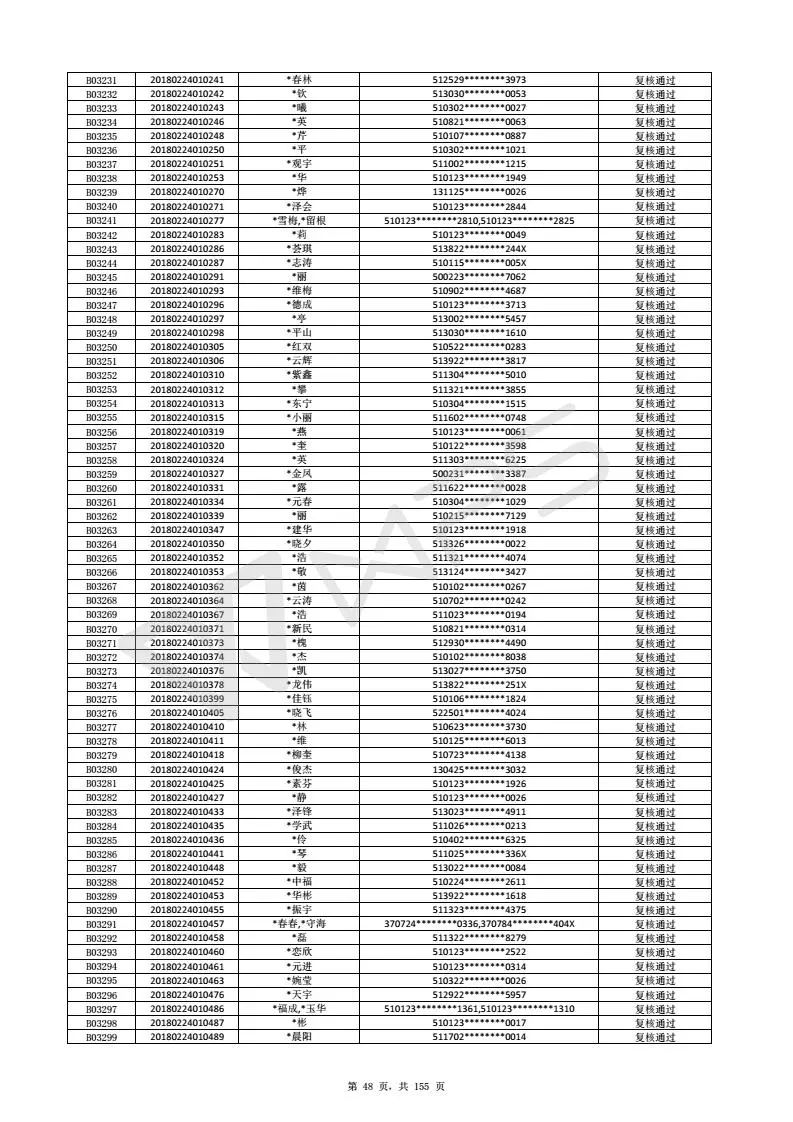 B03231 20180224010241 *春林 512529********3973 复核通过
B03232 20180224010242 *钦 513030********0053 复核通过
B03233 20180224010243 *曦 510302********0027 复核通过
B03234 20180224010246 *英 510821********0063 复核通过
B03235 20180224010248 *芹 510107********0887 复核通过
B03236 20180224010250 *平 510302********1021 复核通过
B03237 20180224010251 *观宇 511002********1215 复核通过
B03238 20180224010253 *华 510123********1949 复核通过
B03239 20180224010270 *烨 131125********0026 复核通过
B03240 20180224010271 *泽会 510123********2844 复核通过
B03241 20180224010277 *雪梅,*留根 510123********2810,510123********2825 复核通过
B03242 20180224010283 *莉 510123********0049 复核通过
B03243 20180224010286 *荟琪 513822********244X 复核通过
B03244 20180224010287 *志涛 510115********005X 复核通过
B03245 20180224010291 *丽 500223********7062 复核通过
B03246 20180224010293 *维梅 510902********4687 复核通过
B03247 20180224010296 *德成 510123********3713 复核通过
B03248 20180224010297 *亭 513002********5457 复核通过
B03249 20180224010298 *平山 513030********1610 复核通过
B03250 20180224010305 *红双 510522********0283 复核通过
B03251 20180224010306 *云辉 513922********3817 复核通过
B03252 20180224010310 *紫鑫 511304********5010 复核通过
B03253 20180224010312 *攀 511321********3855 复核通过
B03254 20180224010313 *东宁 510304********1515 复核通过
B03255 20180224010315 *小丽 511602********0748 复核通过
B03256 20180224010319 *燕 510123********0061 复核通过
B03257 20180224010320 *奎 510122********3598 复核通过
B03258 20180224010324 *英 511303********6225 复核通过
B03259 20180224010327 *金凤 500231********3387 复核通过
B03260 20180224010331 *露 511622********0028 复核通过
B03261 20180224010334 *元春 510304********1029 复核通过
B03262 20180224010339 *丽 510215********7129 复核通过
B03263 20180224010347 *建华 510123********1918 复核通过
B03264 20180224010350 *晓夕 513326********0022 复核通过
B03265 20180224010352 *浩 511321********4074 复核通过
B03266 20180224010353 *敬 513124********3427 复核通过
B03267 20180224010362 *茵 510102********0267 复核通过
B03268 20180224010364 *云涛 510702********0242 复核通过
B03269 20180224010367 *浩 511023********0194 复核通过
B03270 20180224010371 *新民 510821********0314 复核通过
B03271 20180224010373 *槐 512930********4490 复核通过
B03272 20180224010374 *杰 510102********8038 复核通过
B03273 20180224010376 *凯 513027********3750 复核通过
B03274 20180224010378 *龙伟 513822********251X 复核通过
B03275 20180224010399 *佳钰 510106********1824 复核通过
B03276 20180224010405 *晓飞 522501********4024 复核通过
B03277 20180224010410 *林 510623********3730 复核通过
B03278 20180224010411 *维 510125********6013 复核通过
B03279 20180224010418 *柳奎 510723********4138 复核通过
B03280 20180224010424 *俊杰 130425********3032 复核通过
B03281 20180224010425 *素芬 510123********1926 复核通过
B03282 20180224010427 *静 510123********0026 复核通过
B03283 20180224010433 *泽锋 513023********4911 复核通过
B03284 20180224010435 *学武 511026********0213 复核通过
B03285 20180224010436 *伶 510402********6325 复核通过
B03286 20180224010441 *琴 511025********336X 复核通过
B03287 20180224010448 *毅 513022********0084 复核通过
B03288 20180224010452 *中福 510224********2611 复核通过
B03289 20180224010453 *华彬 513922********1618 复核通过
B03290 20180224010455 *振宇 511323********4375 复核通过
B03291 20180224010457 *春春,*守海 370724********0336,370784********404X 复核通过
B03292 20180224010458 *磊 511322********8279 复核通过
B03293 20180224010460 *恋欣 510123********2522 复核通过
B03294 20180224010461 *元进 510123********0314 复核通过
B03295 20180224010463 *婉莹 510322********0026 复核通过
B03296 20180224010476 *天宇 512922********5957 复核通过
B03297 20180224010486 *福成,*玉华 510123********1361,510123********1310 复核通过
B03298 20180224010487 *彬 510123********0017 复核通过
B03299 20180224010489 *晨阳 511702********0014 复核通过
WPS
第 48 页，共 155 页